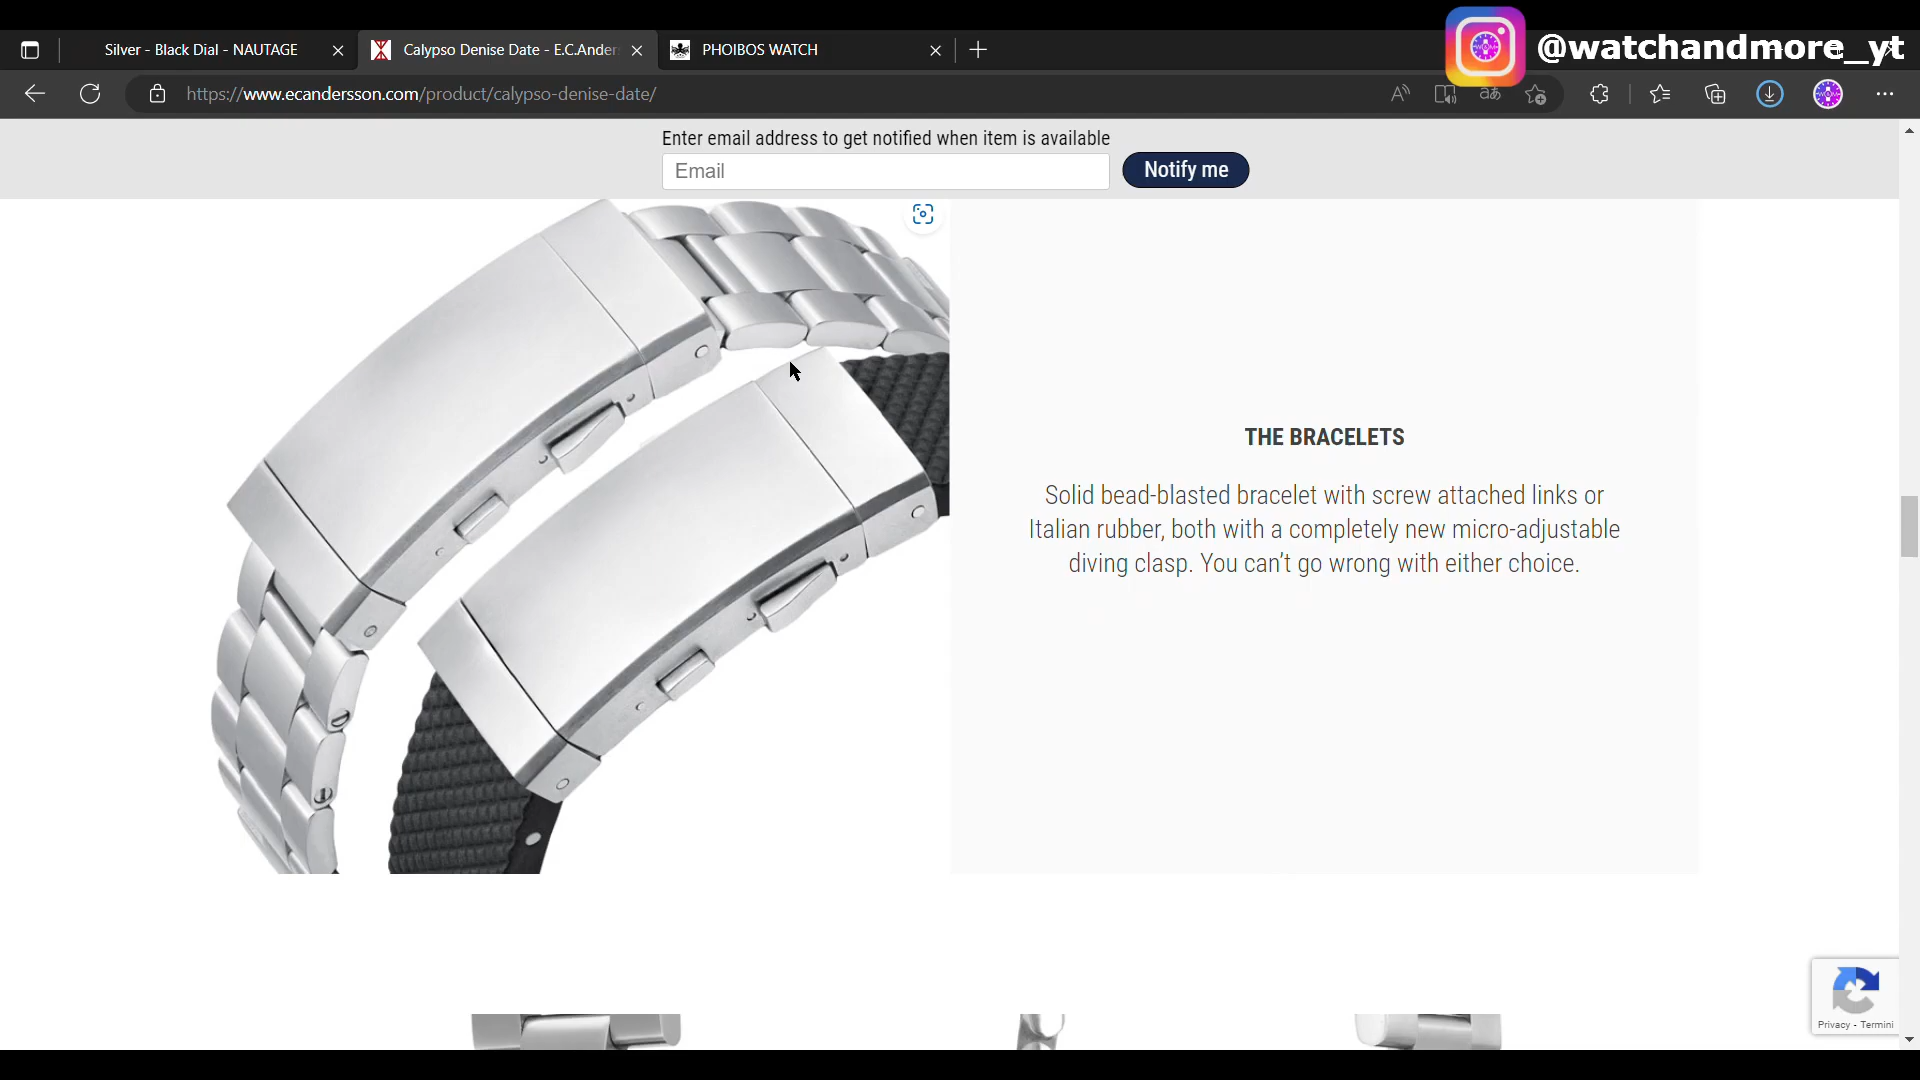 @watchandmore_yt
Silver - Black Dial - NAUTAGE
Calypso Denise Date - E.C.Ander
PHOIBOS WATCH
https://www.ecandersson.com/product/calypso-denise-date/
Enter email address to get notified when item is available
Email
Notify me
THE BRACELETS
Solid bead-blasted bracelet with screw attached links or
Italian rubber, both with a completely new micro-adjustable
diving clasp. You can't go wrong with either choice.
Privacy - Termini